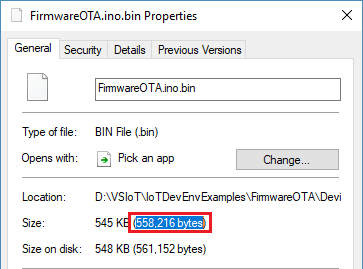 FirmwareOTA.ino.bin Properties
General Security Details Previous Versions
FirmwareOTA.ino.bin
Type of file: BIN File (.bin)
Opens with: Pick an app Change...
Location: D:\VSIoT\IoTDevEnvExamples\FirmwareOTA\Devi
Size: 545 KB (558,216 bytes)
Size on disk: 548 KB (561,152 bytes)